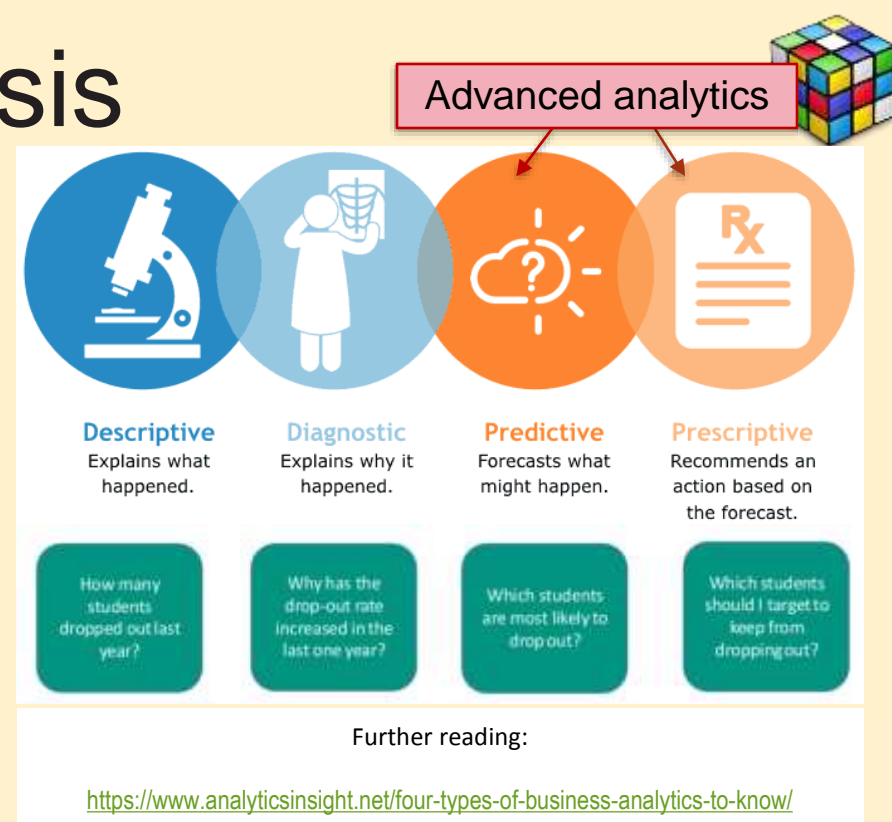 sis
Advanced analytics
?
Rx
Descriptive
Explains what
happened.
Diagnostic
Explains why it
happened.
Predictive
Forecasts what
might happen.
Prescriptive
Recommends an
action based on
the forecast.
How many
students
dropped out last
year?
Why has the
drop-out rate
increased in the
last one year?
Which students
are most likely to
drop out?
Which students
should I target to
keep from
dropping out?
Further reading:
https://www.analyticsinsight.net/four-types-of-business-analytics-to-know/